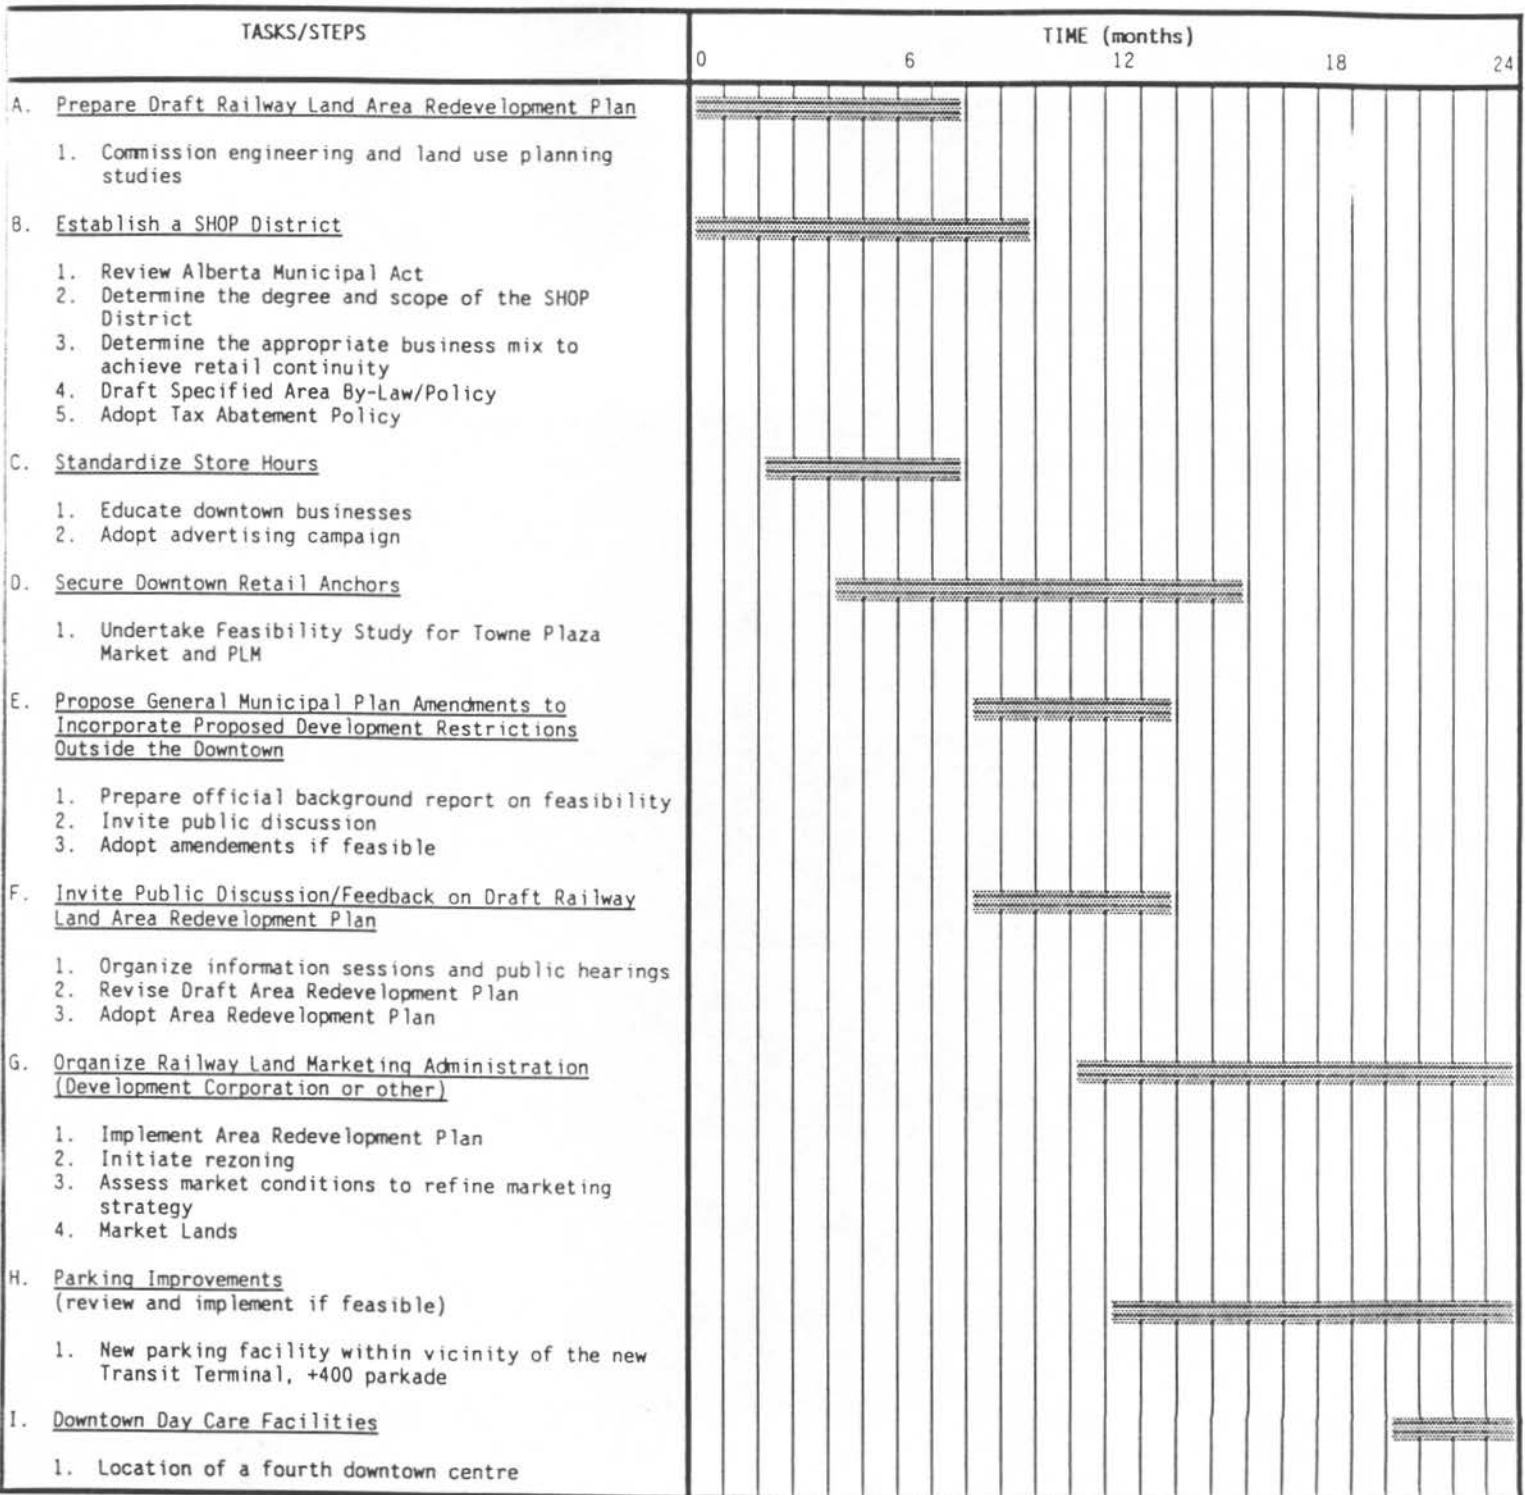 TASKS/STEPS
TIME (months)
0 6 12 18 24
A. Prepare Draft Railway Land Area Redevelopment Plan
1. Commission engineering and land use planning
studies
B. Establish a SHOP District
1. Review Alberta Municipal Act
2. Determine the degree and scope of the SHOP
District
3. Determine the appropriate business mix to
achieve retail continuity
4. Draft Specified Area By-Law/Policy
5. Adopt Tax Abatement Policy
C. Standardize Store Hours
1. Educate downtown businesses
2. Adopt advertising campaign
D. Secure Downtown Retail Anchors
1. Undertake Feasibility Study for Towne Plaza
Market and PLM
E. Propose General Municipal Plan Amendments to
Incorporate Proposed Development Restrictions
Outside the Downtown
1. Prepare official background report on feasibility
2. Invite public discussion
3. Adopt amendements if feasible
F. Invite Public Discussion/Feedback on Draft Railway
Land Area Redevelopment Plan
1. Organize information sessions and public hearings
2. Revise Draft Area Redevelopment Plan
3. Adopt Area Redevelopment Plan
G. Organize Railway Land Marketing Administration
(Development Corporation or other)
1. Implement Area Redevelopment Plan
2. Initiate rezoning
3. Assess market conditions to refine marketing
strategy
4. Market Lands
H. Parking Improvements
(review and implement if feasible)
1. New parking facility within vicinity of the new
Transit Terminal, +400 parkade
I. Downtown Day Care Facilities
1. Location of a fourth downtown centre